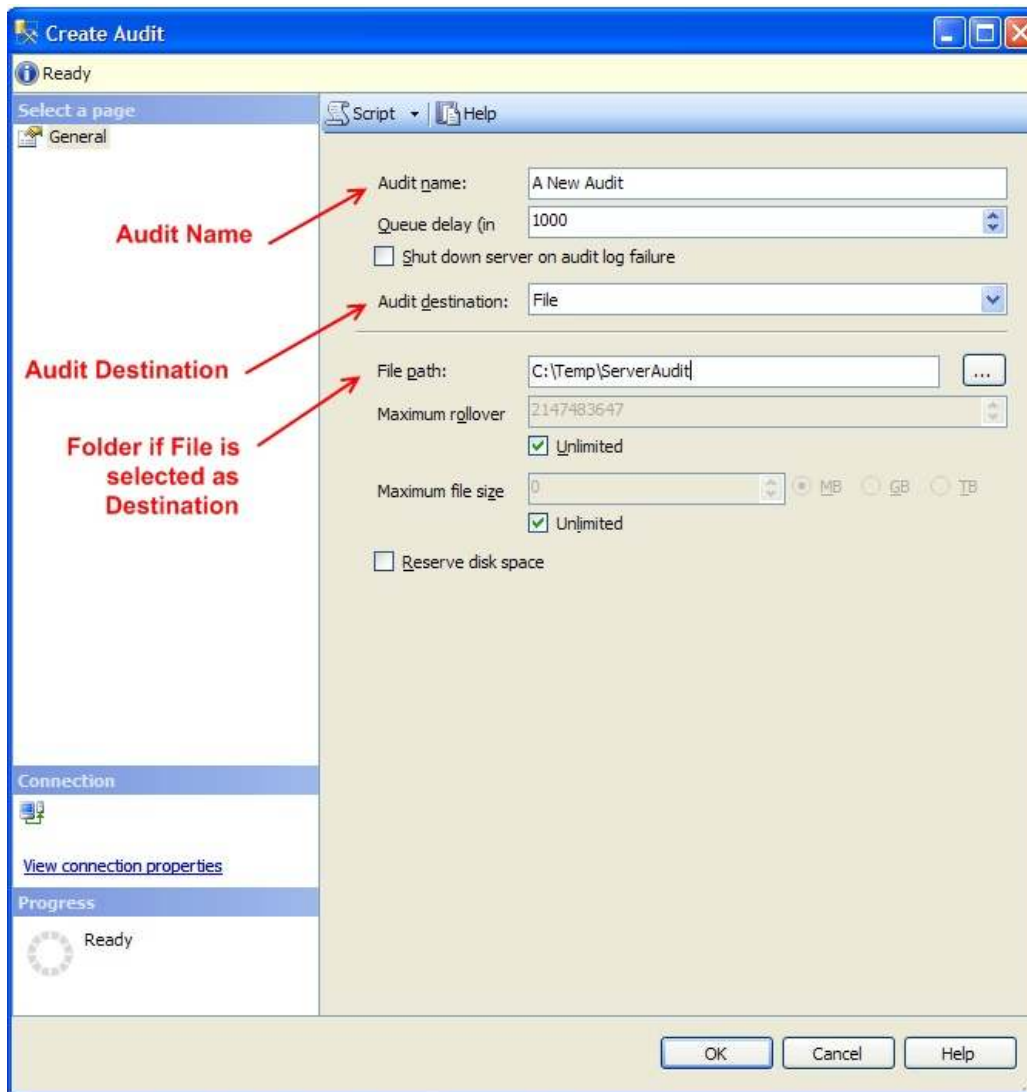 Create Audit
Ready
Select a page
General
Script
Help
Audit name:
A New Audit
Queue delay (in
1000
Shut down server on audit log failure
Audit destination:
File
File path:
C:\Temp\ServerAudit
...
Maximum rollover
2147483647
Unlimited
Maximum file size
0
MB
GB
TB
Unlimited
Reserve disk space
Audit Name
Audit Destination
Folder if File is
selected as
Destination
Connection
View connection properties
Progress
Ready
OK
Cancel
Help